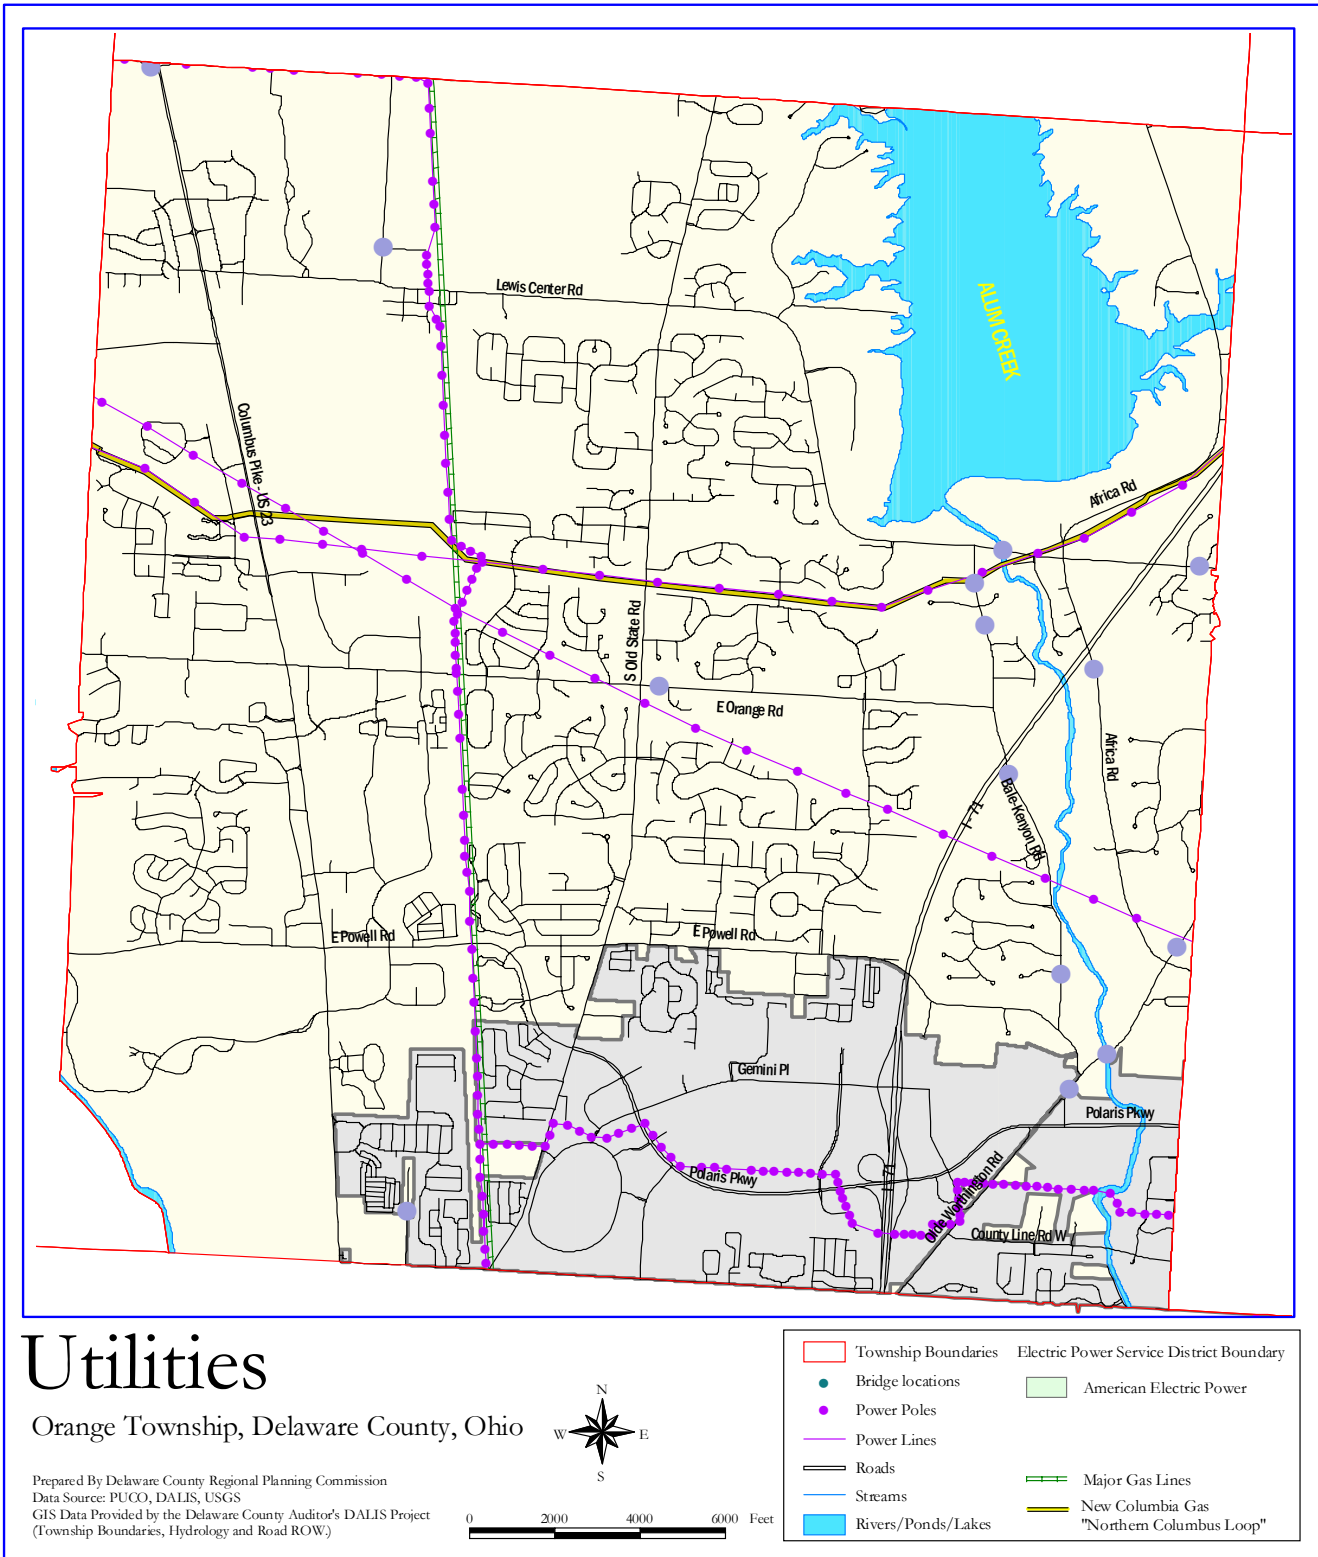 Lewis Center Rd
ALUM CREEK
Columbus Pike - US 23
Africa Rd
S Old State Rd
E Orange Rd
Africa Rd
I - 71
Bale-Kenyon Rd
E Powell Rd
E Powell Rd
Gemini Pl
Polaris Pkwy
Polaris Pkwy
I - 71
Olde Worthington Rd
County Line Rd W
Utilities
Orange Township, Delaware County, Ohio
N
W
E
S
Prepared By Delaware County Regional Planning Commission
Data Source: PUCO, DALIS, USGS
GIS Data Provided by the Delaware County Auditor's DALIS Project
(Township Boundaries, Hydrology and Road ROW.)
0 2000 4000 6000 Feet
Township Boundaries
Bridge locations
Power Poles
Power Lines
Roads
Streams
Rivers/Ponds/Lakes
Electric Power Service District Boundary
American Electric Power
Major Gas Lines
New Columbia Gas
"Northern Columbus Loop"